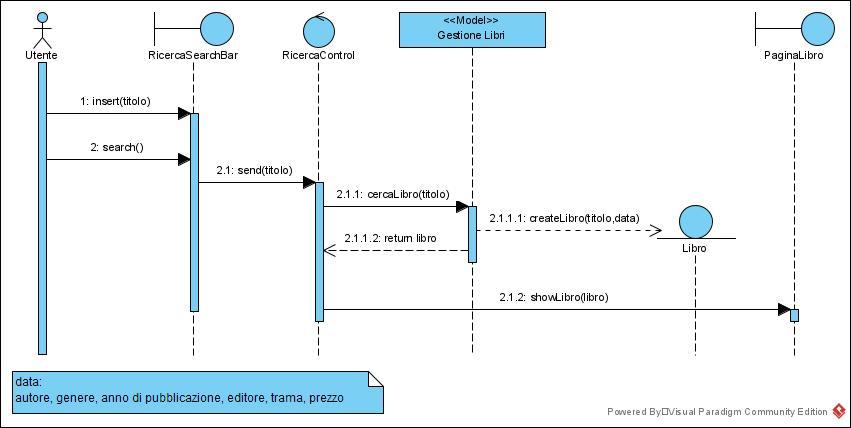 <<Model>>
Gestione Libri
Utente
RicercaSearchBar
RicercaControl
PaginaLibro
1: insert(titolo)
2: search()
2.1: send(titolo)
2.1.1: cercaLibro(titolo)
2.1.1.1: createLibro(titolo,data)
2.1.1.2: return libro
Libro
2.1.2: showLibro(libro)
data:
autore, genere, anno di pubblicazione, editore, trama, prezzo
Powered By□Visual Paradigm Community Edition